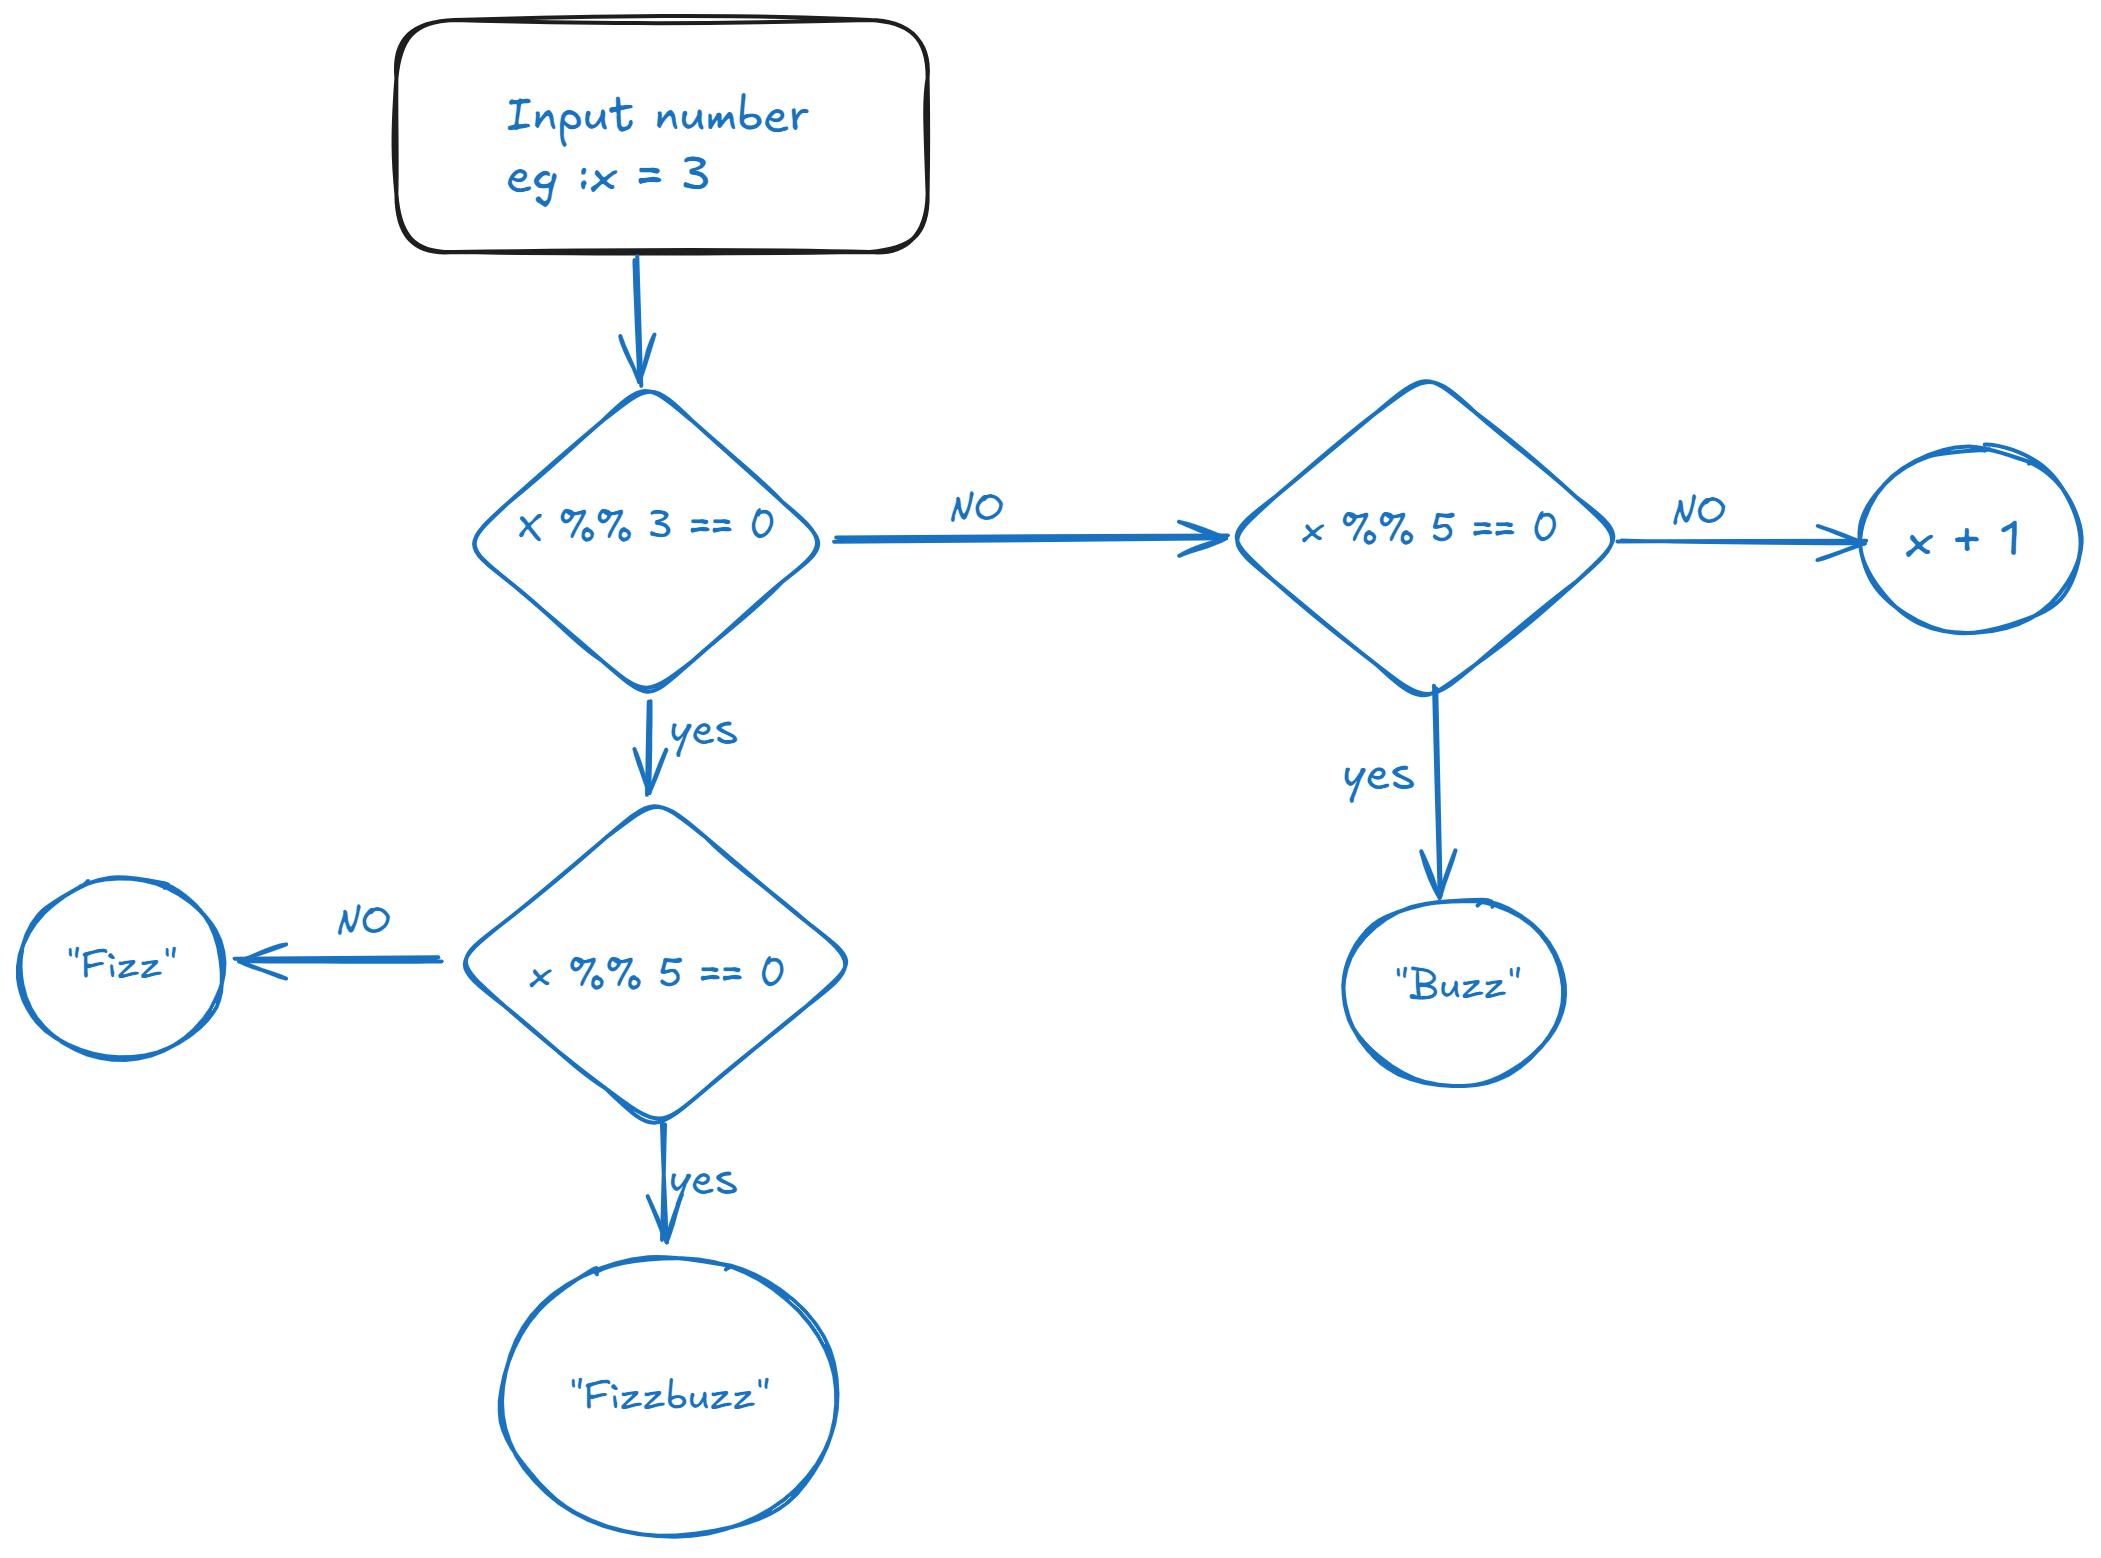 Input number
eg :x = 3
x %% 3 == 0
NO
x %% 5 == 0
NO
x + 1
yes
yes
"Fizz"
NO
x %% 5 == 0
"Buzz"
yes
"Fizzbuzz"